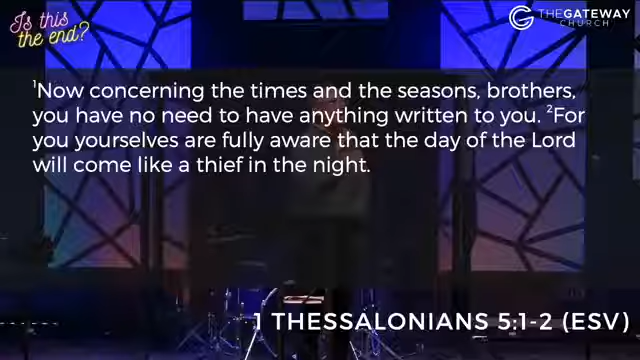 Is this
the end?
THEGATEWAY
CHURCH
¹Now concerning the times and the seasons, brothers,
you have no need to have anything written to you. ²For
you yourselves are fully aware that the day of the Lord
will come like a thief in the night.
1 THESSALONIANS 5:1-2 (ESV)